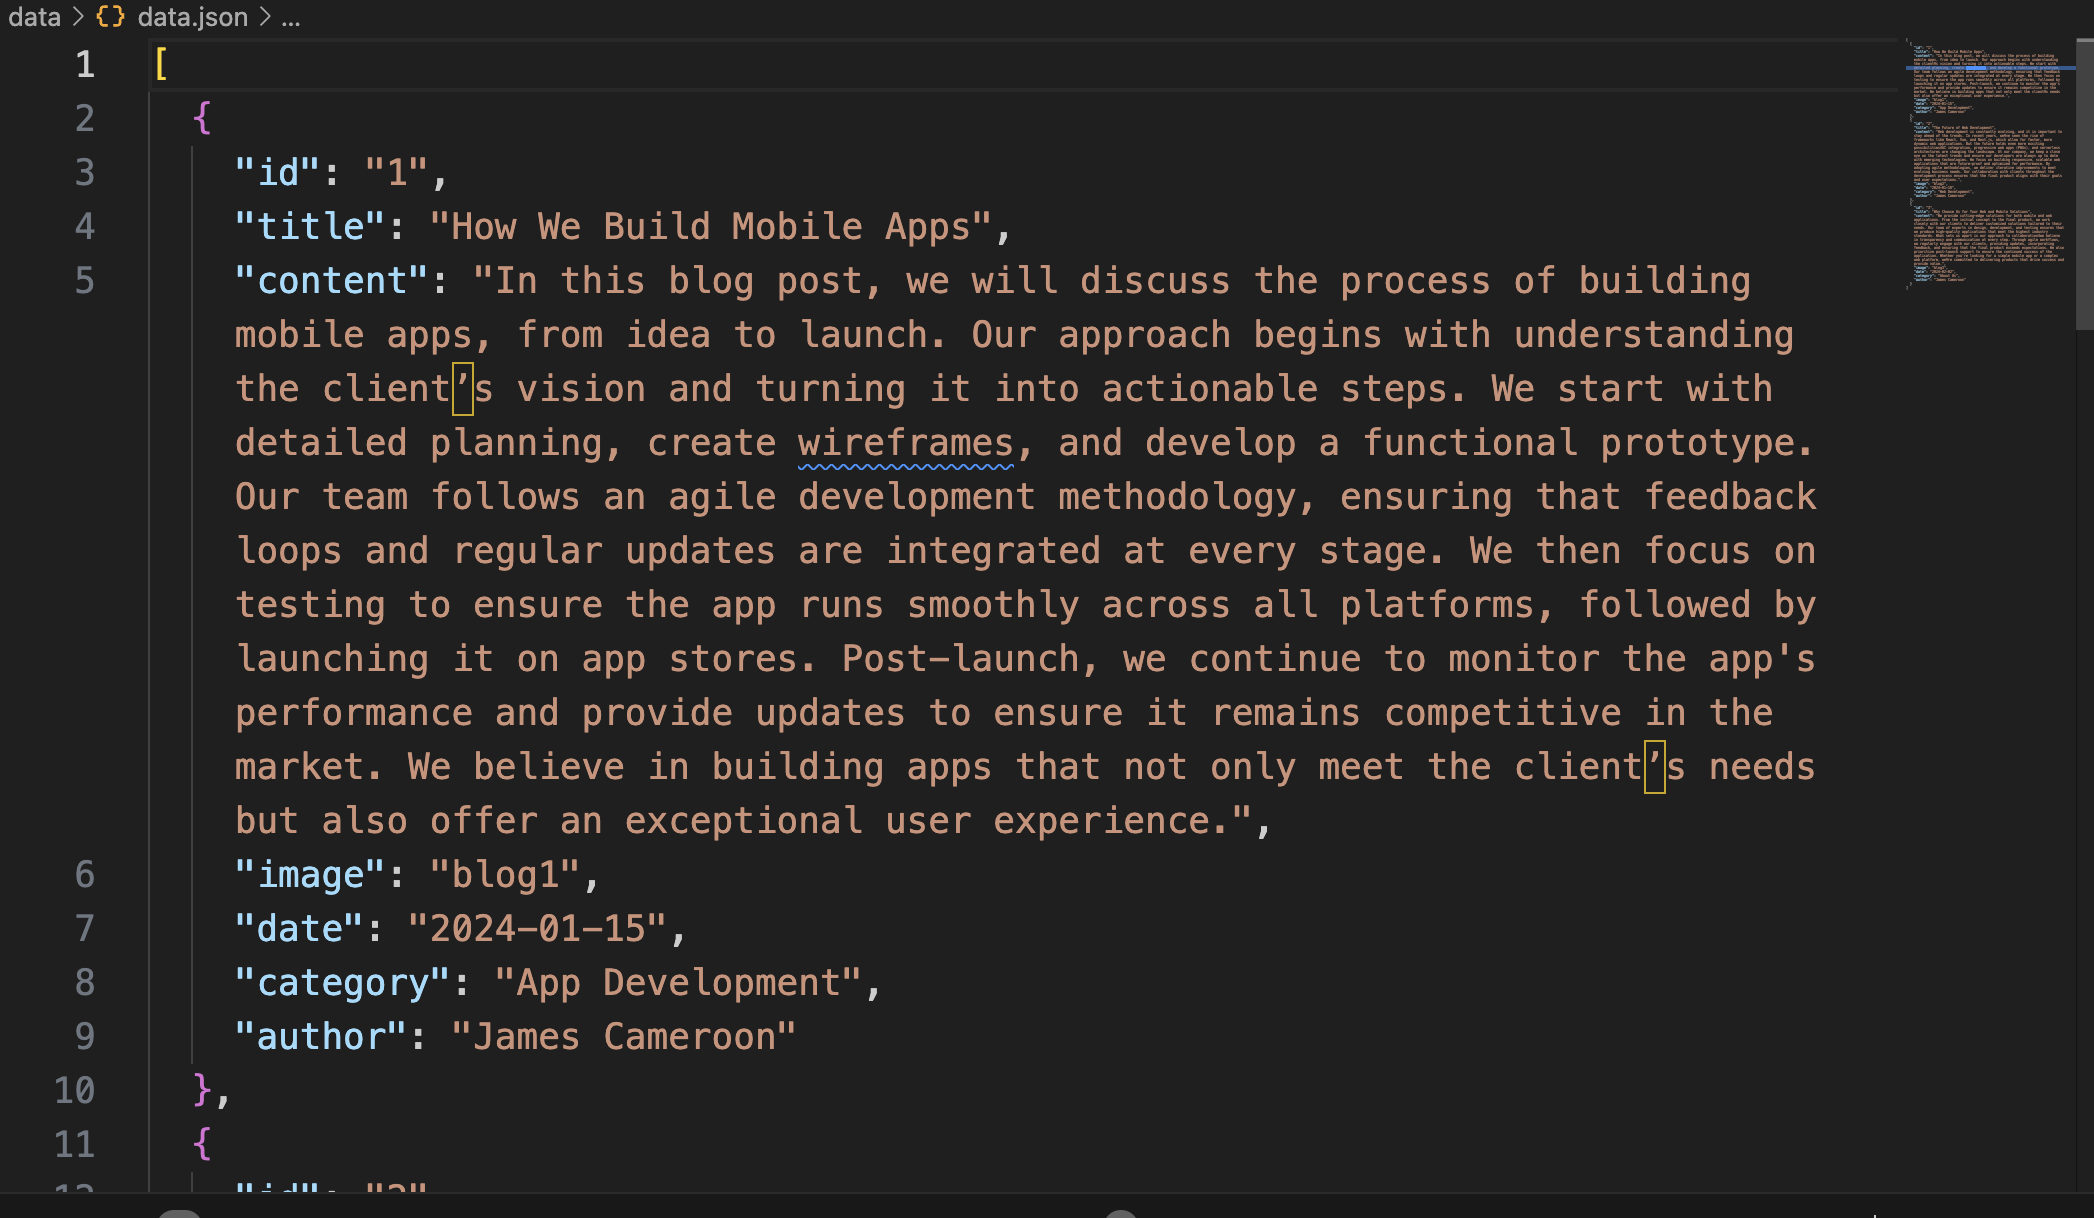 data > {} data.json > ...
1 [
2 {
3 "id": "1",
4 "title": "How We Build Mobile Apps",
5 "content": "In this blog post, we will discuss the process of building
mobile apps, from idea to launch. Our approach begins with understanding
the client’s vision and turning it into actionable steps. We start with
detailed planning, create wireframes, and develop a functional prototype.
Our team follows an agile development methodology, ensuring that feedback
loops and regular updates are integrated at every stage. We then focus on
testing to ensure the app runs smoothly across all platforms, followed by
launching it on app stores. Post-launch, we continue to monitor the app's
performance and provide updates to ensure it remains competitive in the
market. We believe in building apps that not only meet the client’s needs
but also offer an exceptional user experience.",
6 "image": "blog1",
7 "date": "2024-01-15",
8 "category": "App Development",
9 "author": "James Cameroon"
10 },
11 {
12 "id": "2"